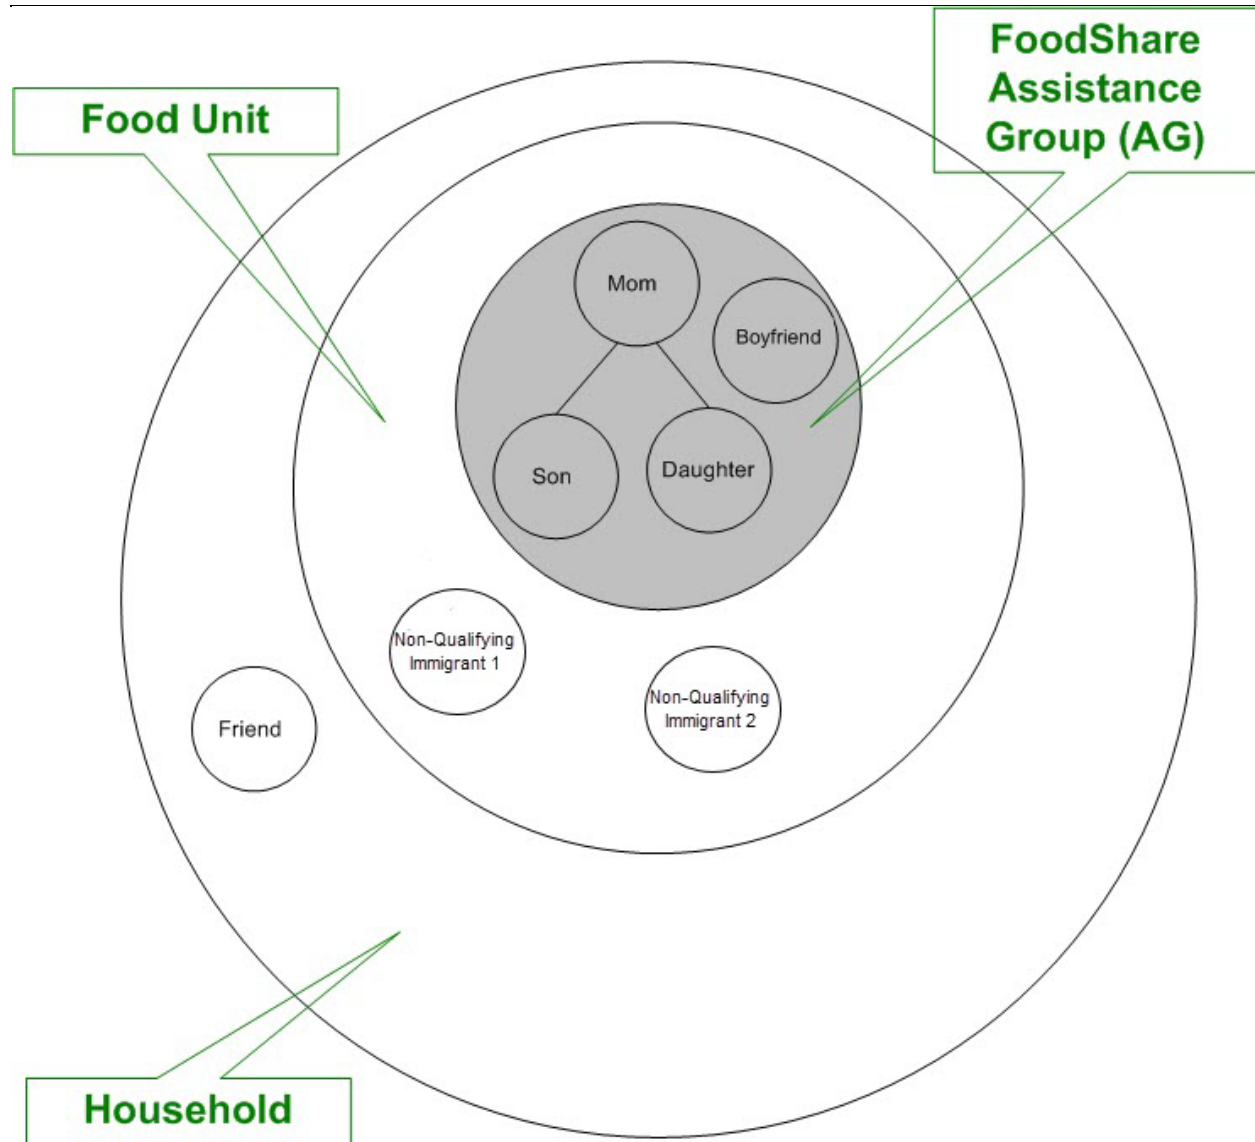 FoodShare
Assistance
Group (AG)
Food Unit
Mom
Boyfriend
Son
Daughter
Non-Qualifying
Immigrant 1
Non-Qualifying
Immigrant 2
Friend
Household